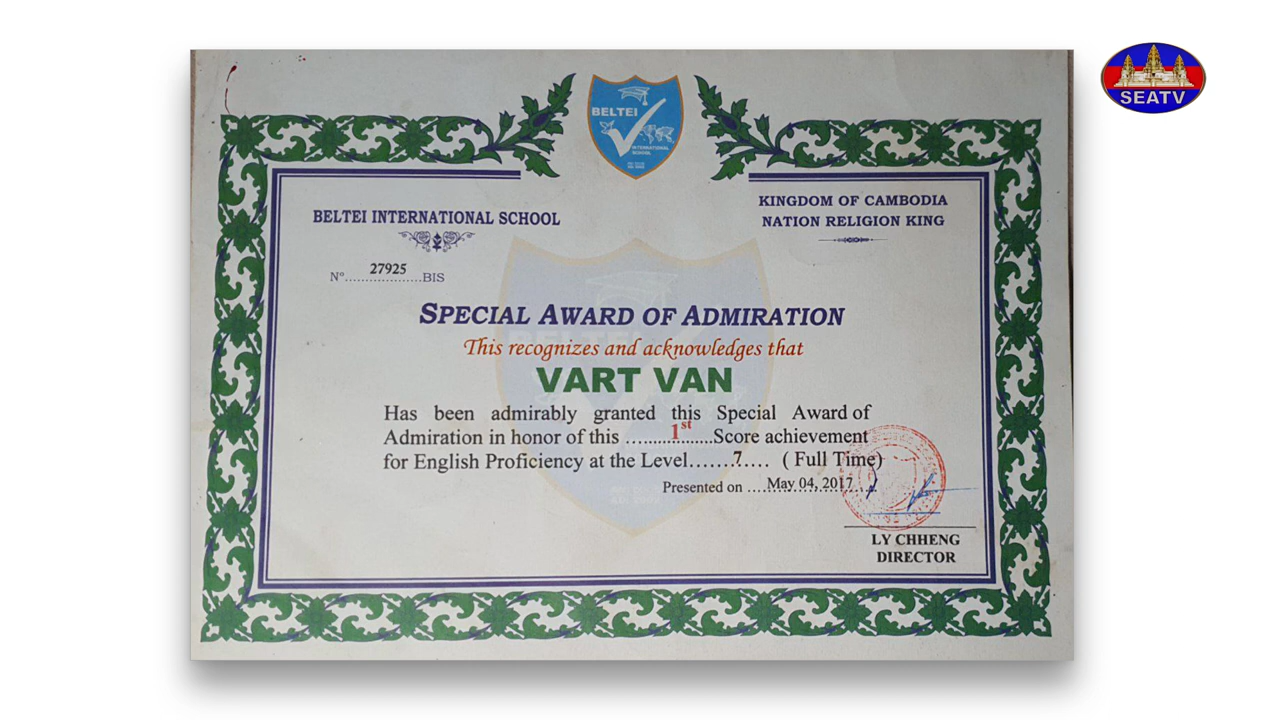 SEATV
BELTEI
INTERNATIONAL
SCHOOL
BELTEI INTERNATIONAL SCHOOL
KINGDOM OF CAMBODIA
NATION RELIGION KING
Nº....................BIS
27925
SPECIAL AWARD OF ADMIRATION
This recognizes and acknowledges that
VART VAN
Has been admirably granted this Special Award of
Admiration in honor of this ….....1st.......Score achievement
for English Proficiency at the Level…….7…. ( Full Time)
Presented on ….May 04, 2017.....
LY CHHENG
DIRECTOR